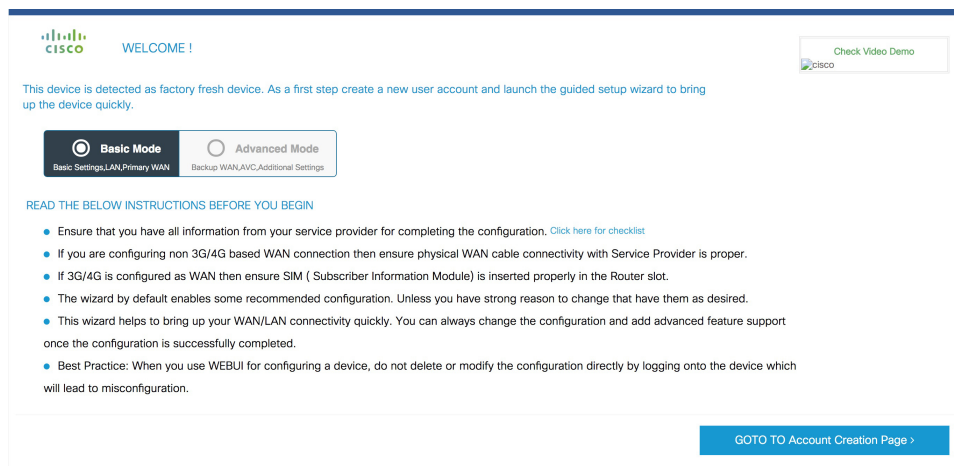 CISCO
WELCOME !
Check Video Demo
cisco
This device is detected as factory fresh device. As a first step create a new user account and launch the guided setup wizard to bring
up the device quickly.
Basic Mode
Basic Settings,LAN,Primary WAN
Advanced Mode
Backup WAN,AVC,Additional Settings
READ THE BELOW INSTRUCTIONS BEFORE YOU BEGIN
• Ensure that you have all information from your service provider for completing the configuration. Click here for checklist
• If you are configuring non 3G/4G based WAN connection then ensure physical WAN cable connectivity with Service Provider is proper.
• If 3G/4G is configured as WAN then ensure SIM ( Subscriber Information Module) is inserted properly in the Router slot.
• The wizard by default enables some recommended configuration. Unless you have strong reason to change that have them as desired.
• This wizard helps to bring up your WAN/LAN connectivity quickly. You can always change the configuration and add advanced feature support
once the configuration is successfully completed.
• Best Practice: When you use WEBUI for configuring a device, do not delete or modify the configuration directly by logging onto the device which
will lead to misconfiguration.
GOTO TO Account Creation Page ›